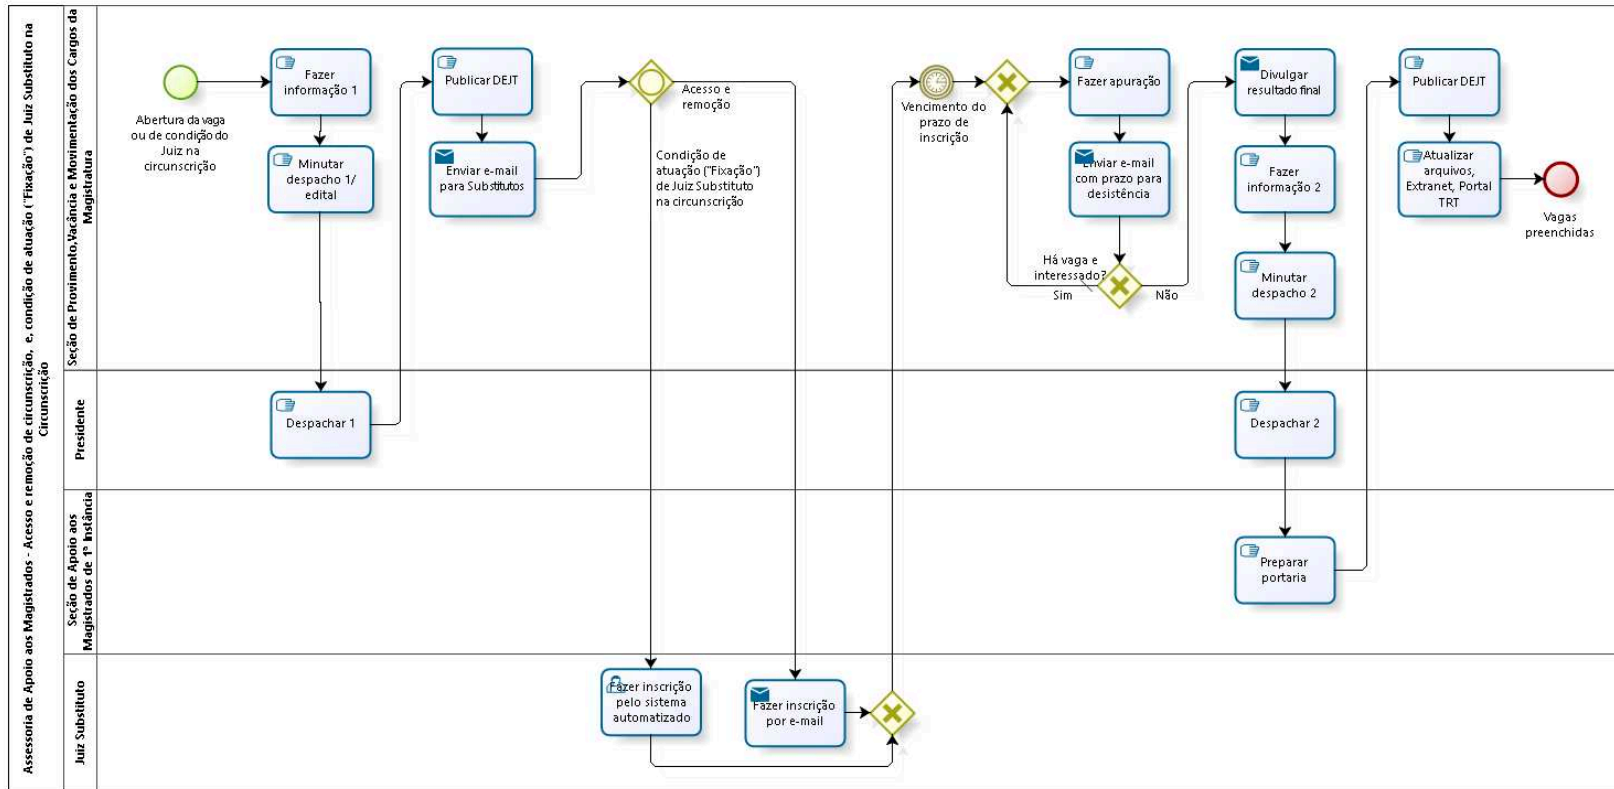 Assessoria de Apoio aos Magistrados - Acesso e remoção de circunscrição, e, condição de atuação ("Fixação") de Juiz Substituto na
Circunscrição
Seção de Provimento,Vacância e Movimentação dos Cargos da
Magistratura
Abertura da vaga
ou de condição do
Juiz na
circunscrição
Fazer
informação 1
Minutar
despacho 1/
edital
Publicar DEJT
Enviar e-mail
para Substitutos
Acesso e
remoção
Condição de
atuação ("Fixação")
de Juiz Substituto
na circunscrição
Vencimento do
prazo de
inscrição
Fazer apuração
Enviar e-mail
com prazo para
desistência
Há vaga e
interessado?
Sim
Não
Divulgar
resultado final
Fazer
informação 2
Minutar
despacho 2
Publicar DEJT
Atualizar
arquivos,
Extranet, Portal
TRT
Vagas
preenchidas
Presidente
Despachar 1
Despachar 2
Seção de Apoio aos
Magistrados de 1ª Instância
Preparar
portaria
Juiz Substituto
Fazer inscrição
pelo sistema
automatizado
Fazer inscrição
por e-mail